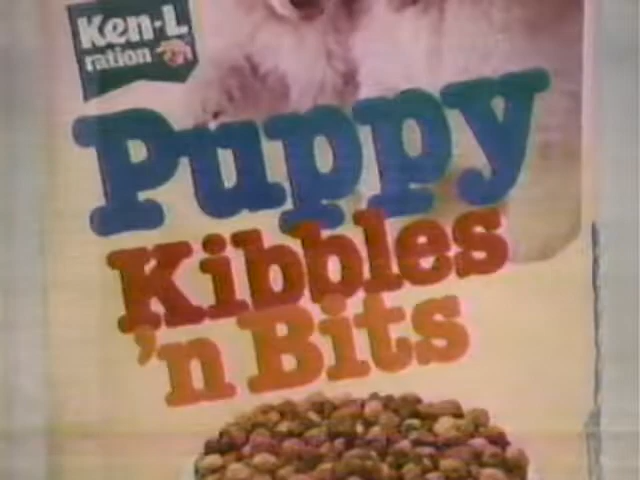 Ken-L
ration
Puppy
Kibbles
'n Bits